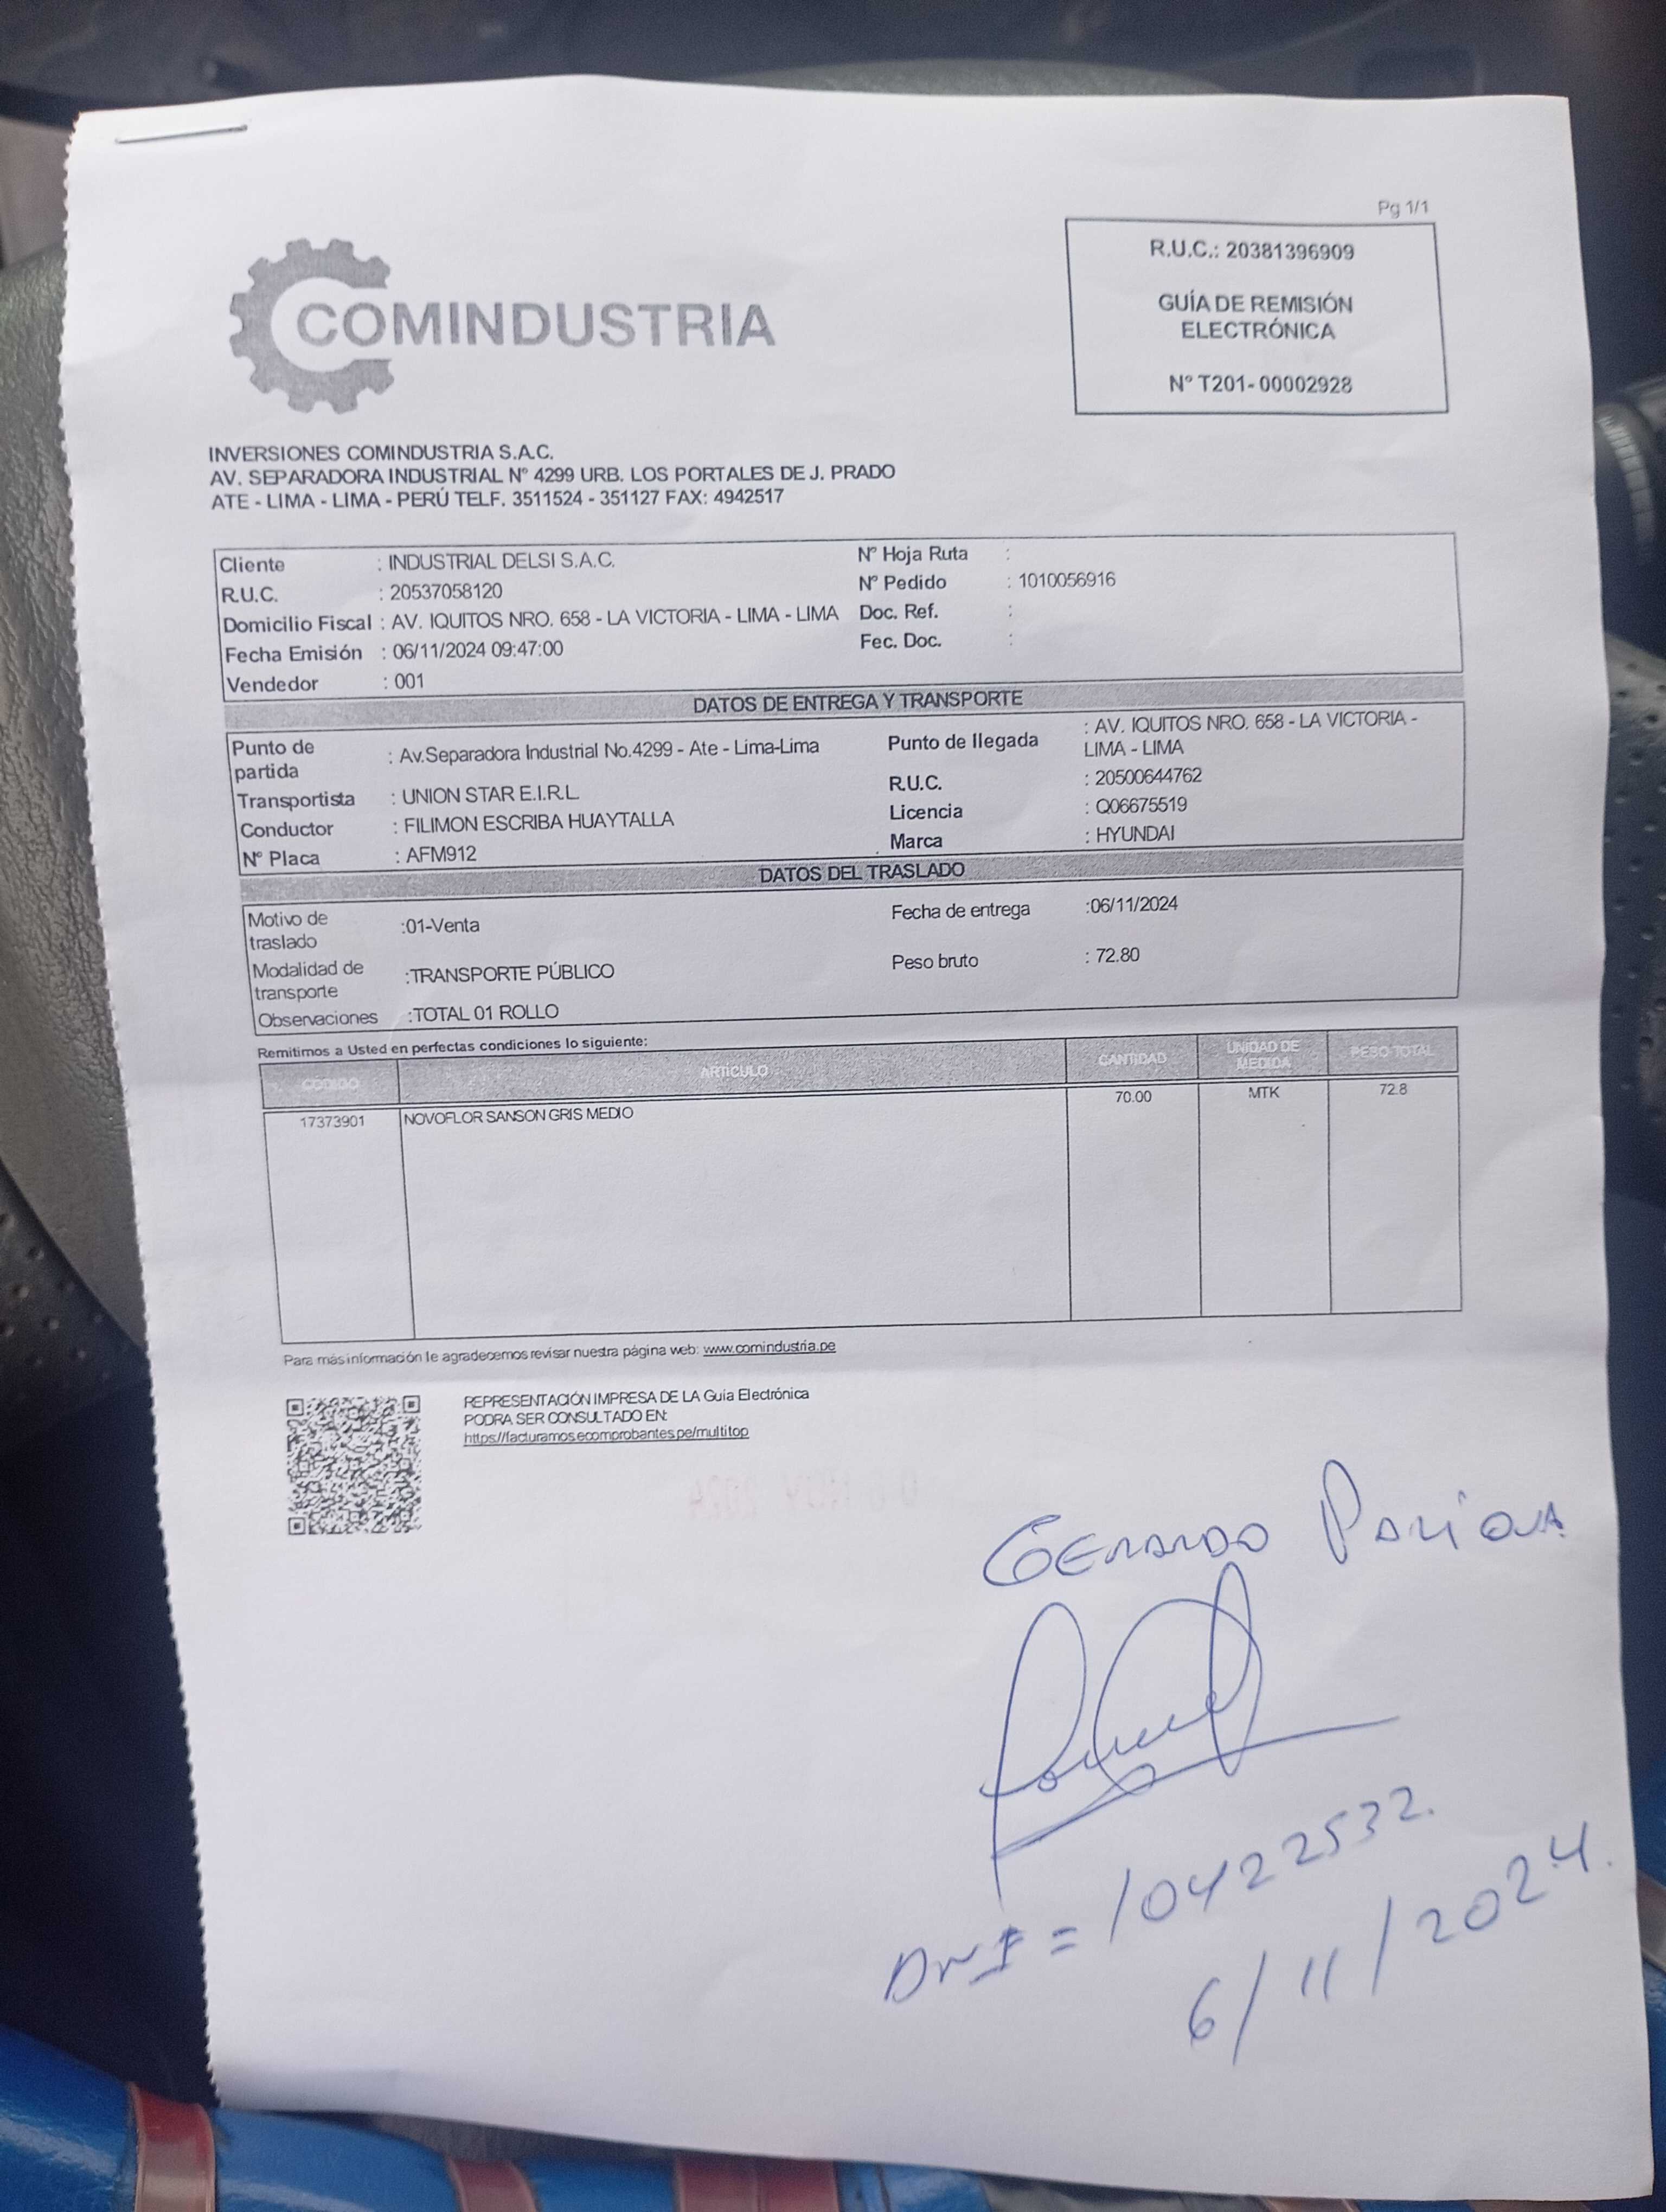 Pg 1/1
R.U.C.: 20381396909
GUÍA DE REMISIÓN
ELECTRÓNICA
N° T201- 00002928
COMINDUSTRIA
INVERSIONES COMINDUSTRIA S.A.C.
AV. SEPARADORA INDUSTRIAL N° 4299 URB. LOS PORTALES DE J. PRADO
ATE - LIMA - LIMA - PERÚ TELF. 3511524 - 351127 FAX: 4942517
Cliente : INDUSTRIAL DELSI S.A.C. N° Hoja Ruta :
R.U.C. : 20537058120 N° Pedido : 1010056916
Domicilio Fiscal : AV. IQUITOS NRO. 658 - LA VICTORIA - LIMA - LIMA Doc. Ref. :
Fecha Emisión : 06/11/2024 09:47:00 Fec. Doc. :
Vendedor : 001
DATOS DE ENTREGA Y TRANSPORTE
Punto de partida : Av.Separadora Industrial No.4299 - Ate - Lima-Lima Punto de llegada : AV. IQUITOS NRO. 658 - LA VICTORIA -
LIMA - LIMA
Transportista : UNION STAR E.I.R.L R.U.C. : 20500644762
Conductor : FILIMON ESCRIBA HUAYTALLA Licencia : Q06675519
N° Placa : AFM912 Marca : HYUNDAI
DATOS DEL TRASLADO
Motivo de traslado :01-Venta Fecha de entrega :06/11/2024
Modalidad de transporte :TRANSPORTE PÚBLICO Peso bruto : 72.80
Observaciones :TOTAL 01 ROLLO
Remitimos a Usted en perfectas condiciones lo siguiente:
CODIGO ARTICULO CANTIDAD UNIDAD DE MEDIDA PESO TOTAL
17373901 NOVOFLOR SANSON GRIS MEDIO 70.00 MTK 72.8
Para más información le agradecemos revisar nuestra página web: www.comindustria.pe
REPRESENTACIÓN IMPRESA DE LA Guia Electrónica
PODRA SER CONSULTADO EN:
https://facturamos.ecomprobantes.pe/multitop
GERARDO
DNI = 10422532.
6/11/2024.